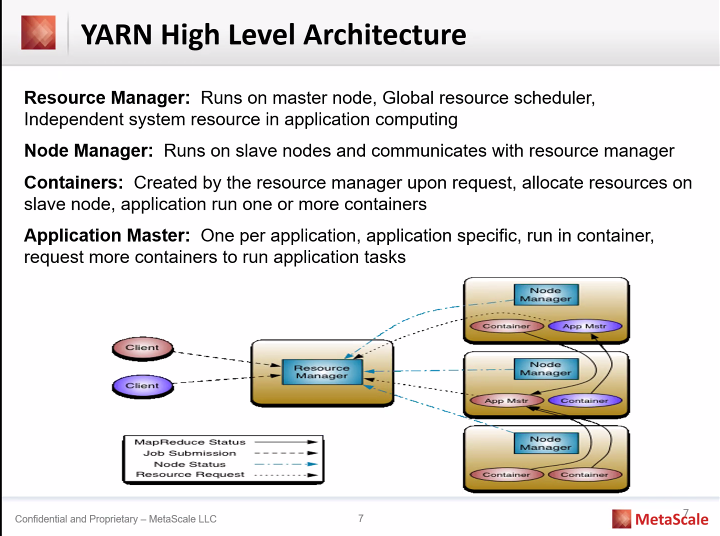 YARN High Level Architecture
Resource Manager: Runs on master node, Global resource scheduler,
Independent system resource in application computing
Node Manager: Runs on slave nodes and communicates with resource manager
Containers: Created by the resource manager upon request, allocate resources on
slave node, application run one or more containers
Application Master: One per application, application specific, run in container,
request more containers to run application tasks
Client
Client
Resource
Manager
Node
Manager
Container
App Mstr
Node
Manager
App Mstr
Container
Node
Manager
Container
Container
MapReduce Status
Job Submission
Node Status
Resource Request
Confidential and Proprietary – MetaScale LLC
7
7
MetaScale